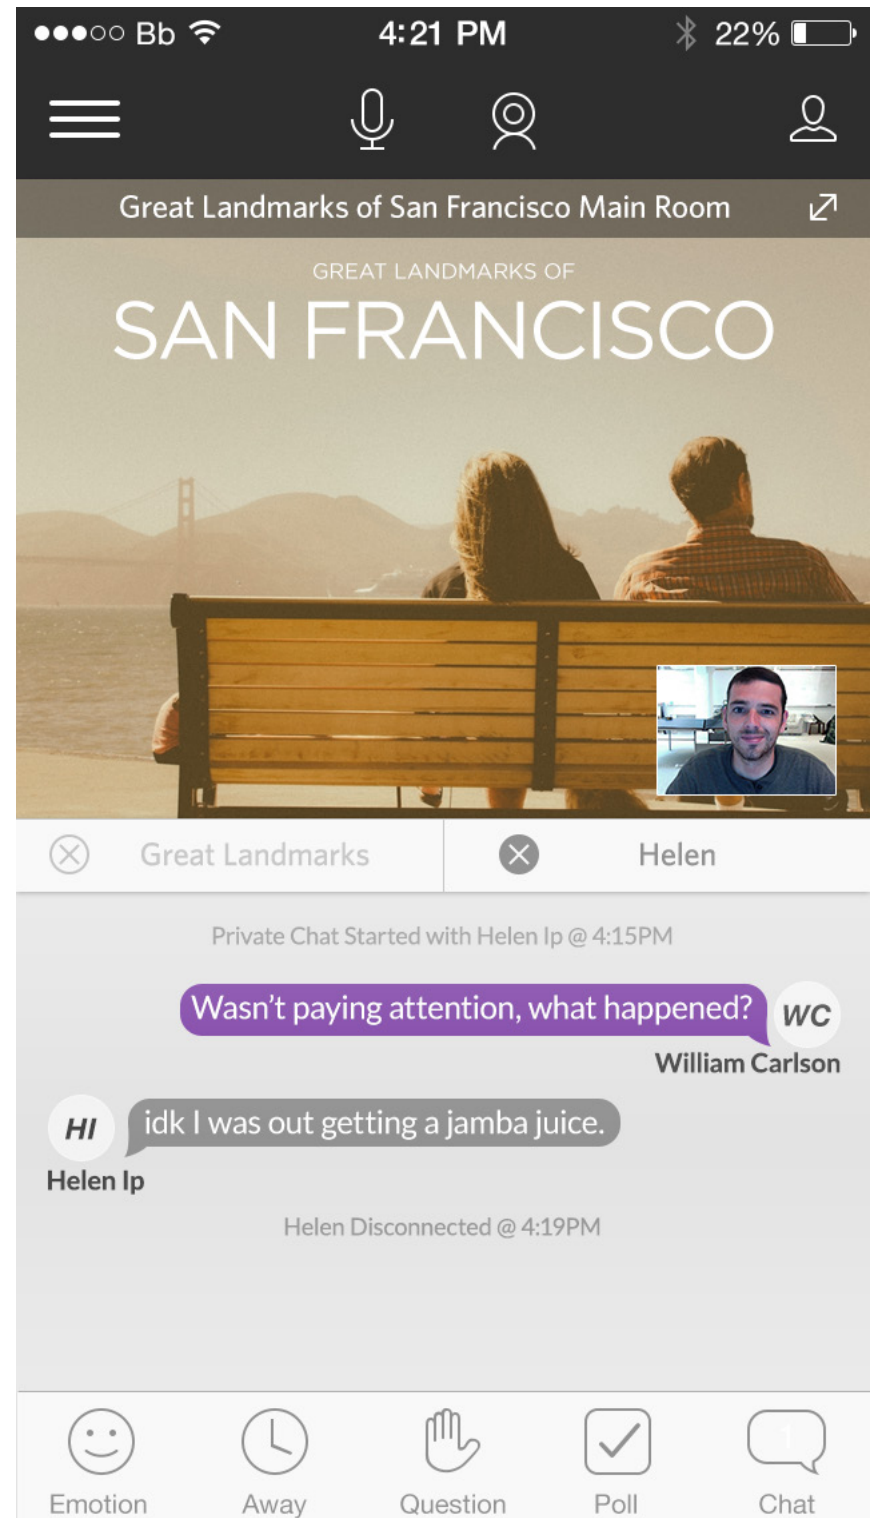 Bb 4:21 PM 22%
Great Landmarks of San Francisco Main Room
GREAT LANDMARKS OF
SAN FRANCISCO
Great Landmarks Helen
Private Chat Started with Helen Ip @ 4:15PM
Wasn't paying attention, what happened? WC
William Carlson
HI idk I was out getting a jamba juice.
Helen Ip
Helen Disconnected @ 4:19PM
1
Emotion Away Question Poll Chat